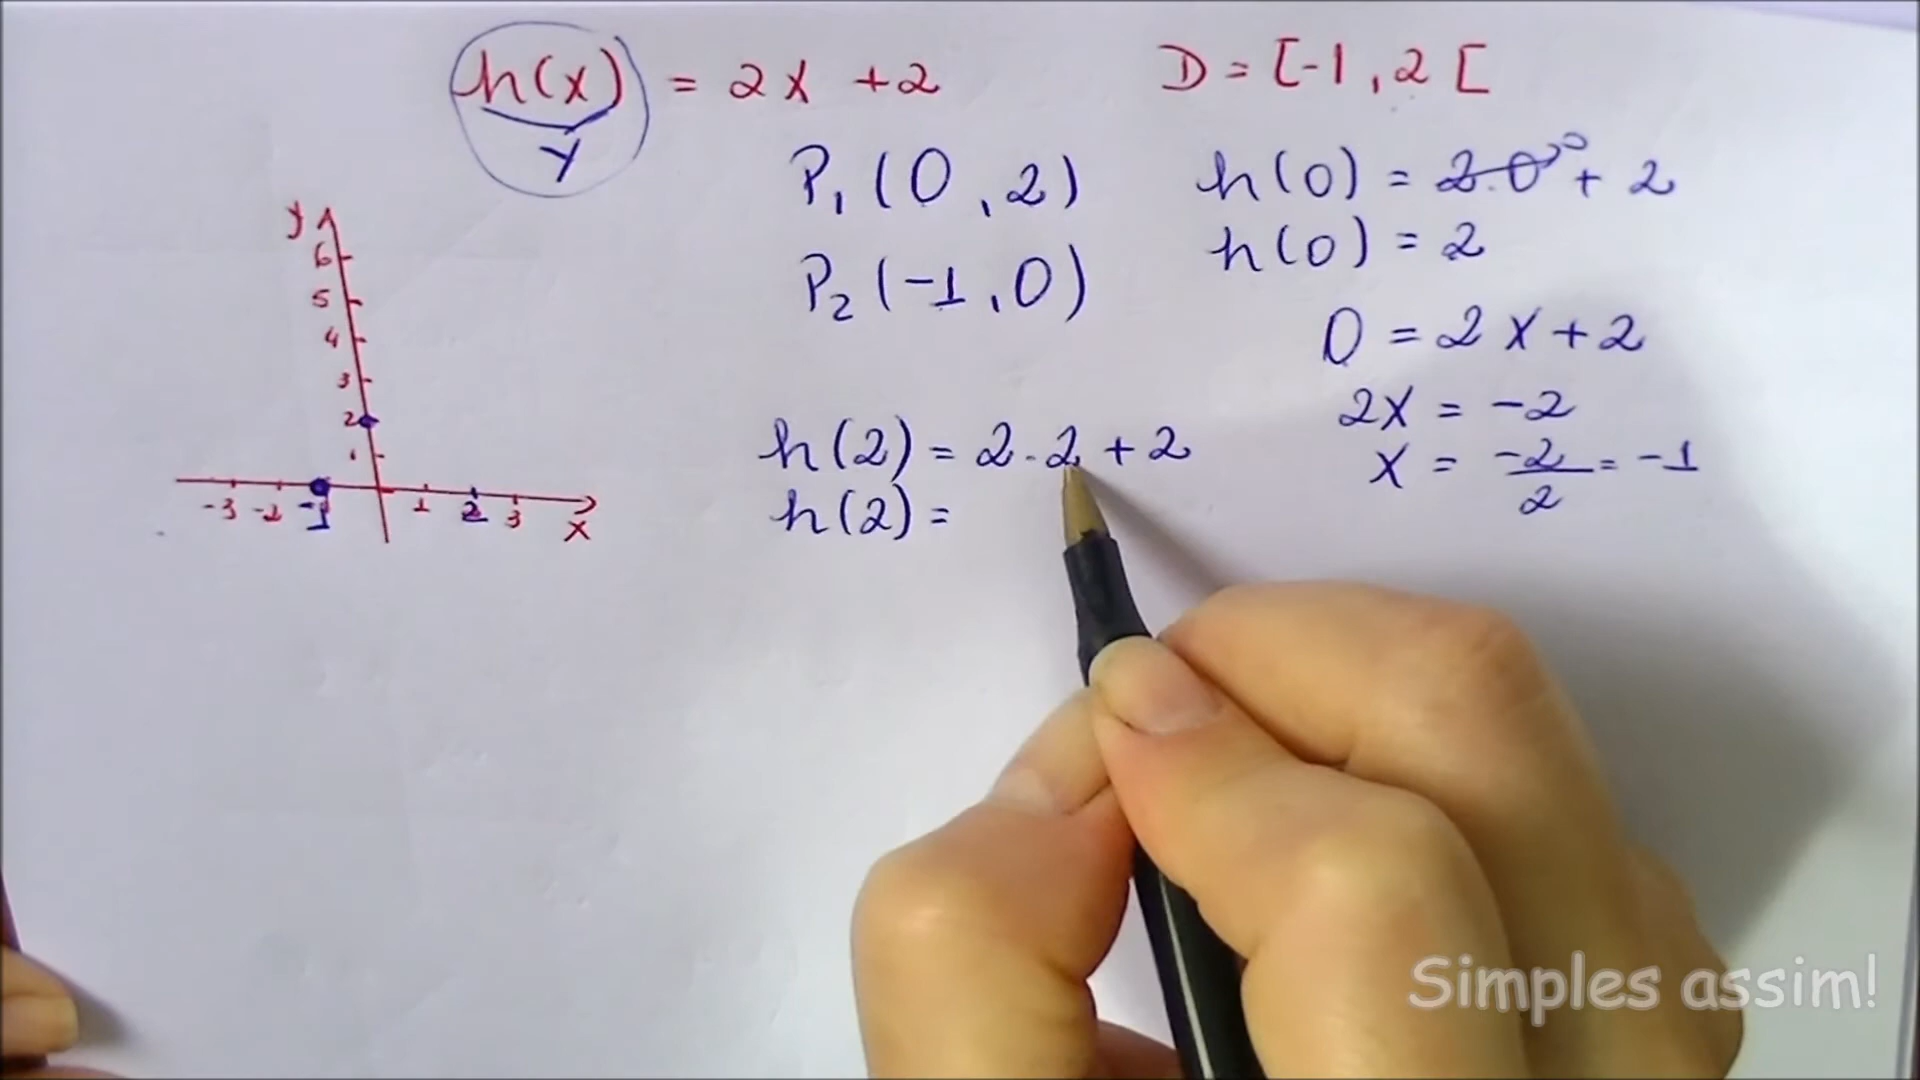 h(x) = 2x + 2
y
D = [-1, 2[
P₁(0, 2)
P₂(-1, 0)
h(0) = 2.0⁰ + 2
h(0) = 2
0 = 2x + 2
2x = -2
x = -2/2 = -1
h(2) = 2.2 + 2
h(2) =
y
6
5
4
3
2
1
-3 -2 -1 1 2 3
x
Simples assim!